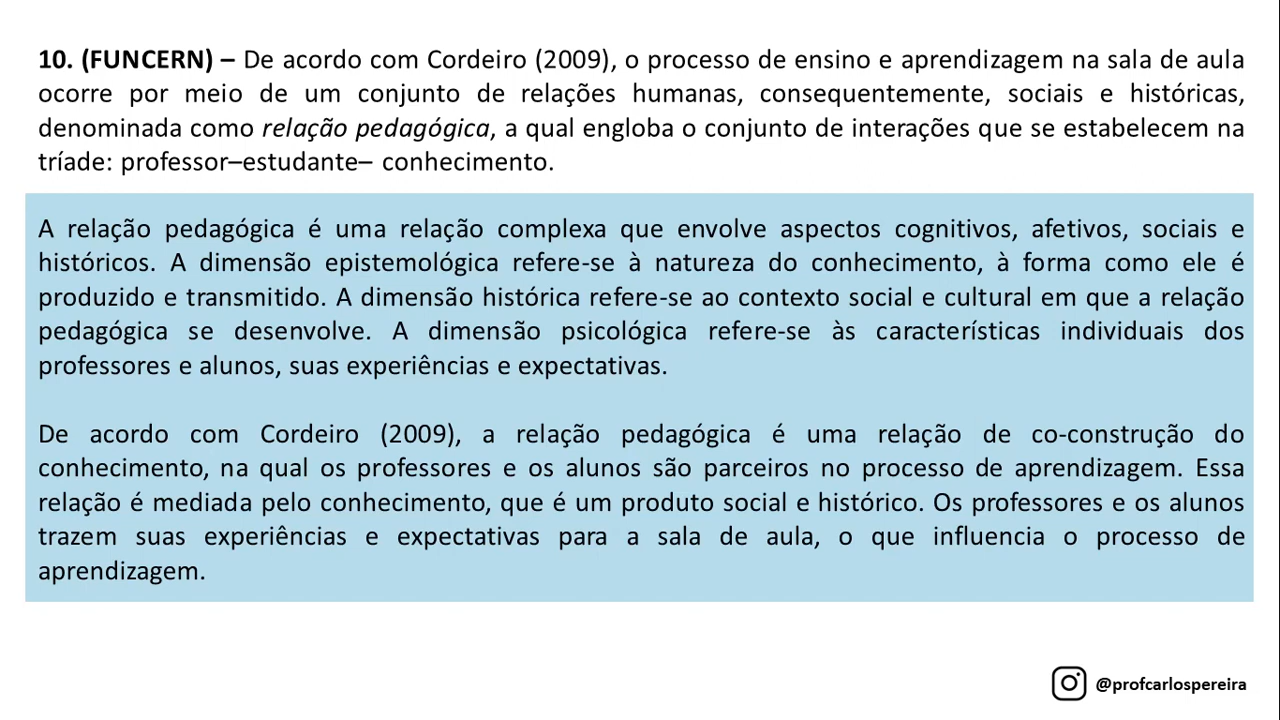 10. (FUNCERN) – De acordo com Cordeiro (2009), o processo de ensino e aprendizagem na sala de aula
ocorre por meio de um conjunto de relações humanas, consequentemente, sociais e históricas,
denominada como relação pedagógica, a qual engloba o conjunto de interações que se estabelecem na
tríade: professor–estudante– conhecimento.
A relação pedagógica é uma relação complexa que envolve aspectos cognitivos, afetivos, sociais e
históricos. A dimensão epistemológica refere-se à natureza do conhecimento, à forma como ele é
produzido e transmitido. A dimensão histórica refere-se ao contexto social e cultural em que a relação
pedagógica se desenvolve. A dimensão psicológica refere-se às características individuais dos
professores e alunos, suas experiências e expectativas.
De acordo com Cordeiro (2009), a relação pedagógica é uma relação de co-construção do
conhecimento, na qual os professores e os alunos são parceiros no processo de aprendizagem. Essa
relação é mediada pelo conhecimento, que é um produto social e histórico. Os professores e os alunos
trazem suas experiências e expectativas para a sala de aula, o que influencia o processo de
aprendizagem.
@profcarlospereira